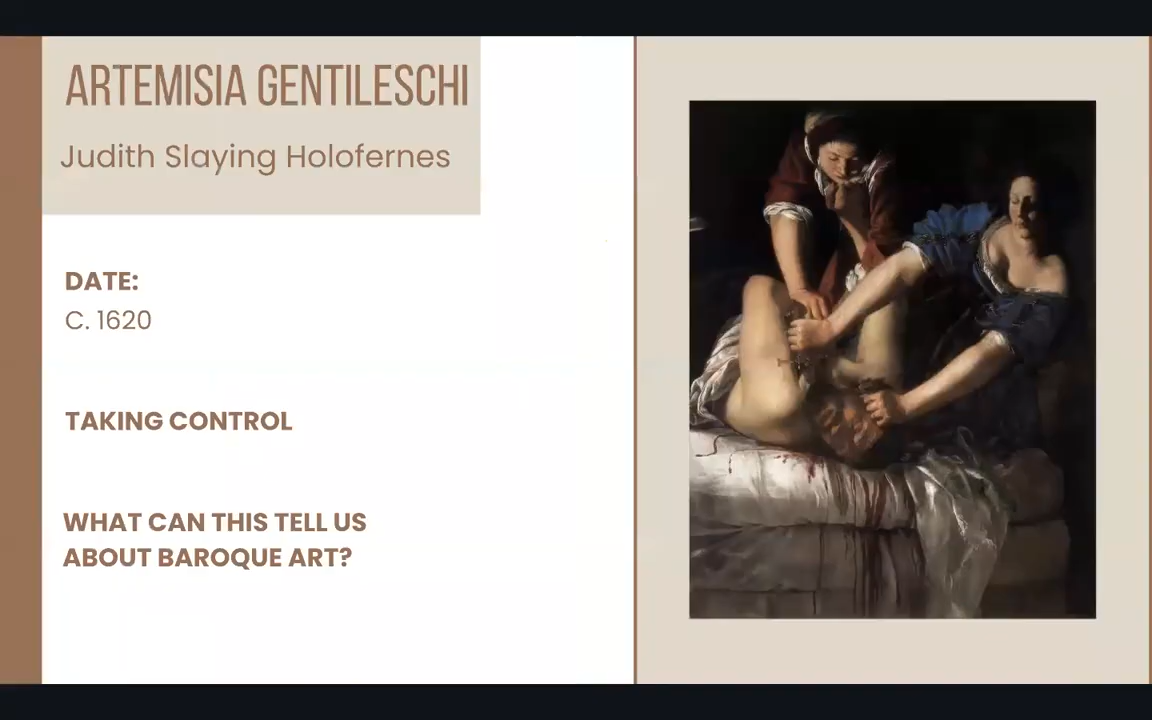 ARTEMISIA GENTILESCHI
Judith Slaying Holofernes
DATE:
C. 1620
TAKING CONTROL
WHAT CAN THIS TELL US
ABOUT BAROQUE ART?